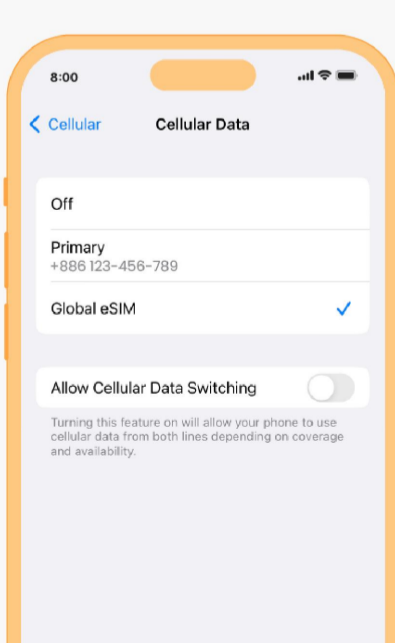 8:00
Cellular
Cellular Data
Off
Primary
+886 123-456-789
Global eSIM
Allow Cellular Data Switching
Turning this feature on will allow your phone to use
cellular data from both lines depending on coverage
and availability.